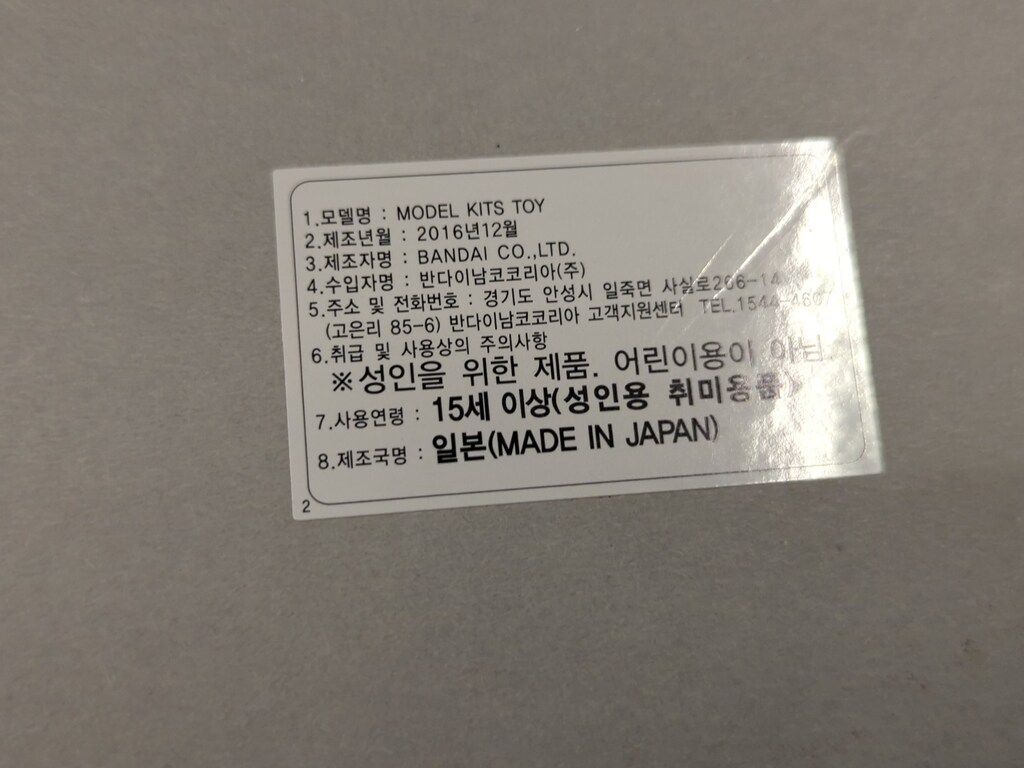 1.모델명 : MODEL KITS TOY
2.제조년월 : 2016년12월
3.제조자명 : BANDAI CO.,LTD.
4.수입자명 : 반다이남코코리아(주)
5.주소 및 전화번호 : 경기도 안성시 일죽면 사실로206-14
(고은리 85-6) 반다이남코코리아 고객지원센터 TEL.1544-4607
6.취급 및 사용상의 주의사항
※성인을 위한 제품. 어린이용이 아님.
7.사용연령 : 15세 이상(성인용 취미용품)
8.제조국명 : 일본(MADE IN JAPAN)
2